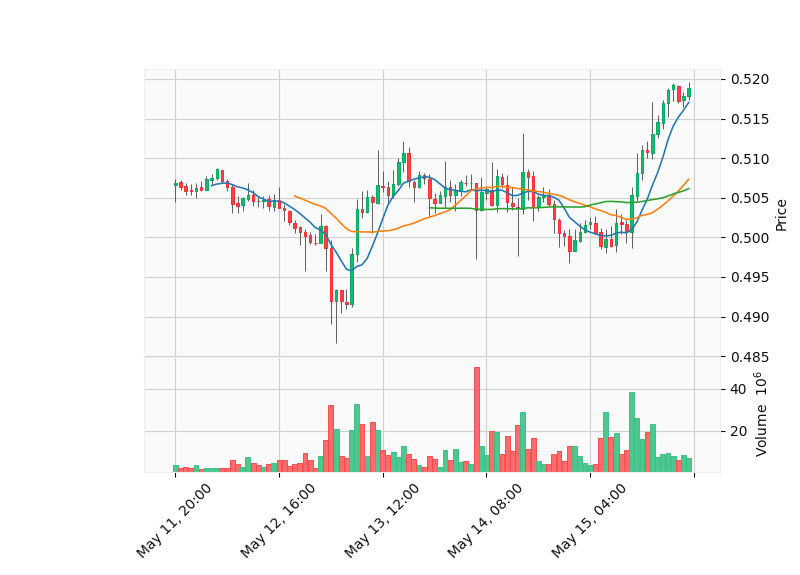 0.520
0.515
0.510
0.505
0.500
0.495
0.490
0.485
Price
40
20
Volume 10^6
May 11, 20:00
May 12, 16:00
May 13, 12:00
May 14, 08:00
May 15, 04:00